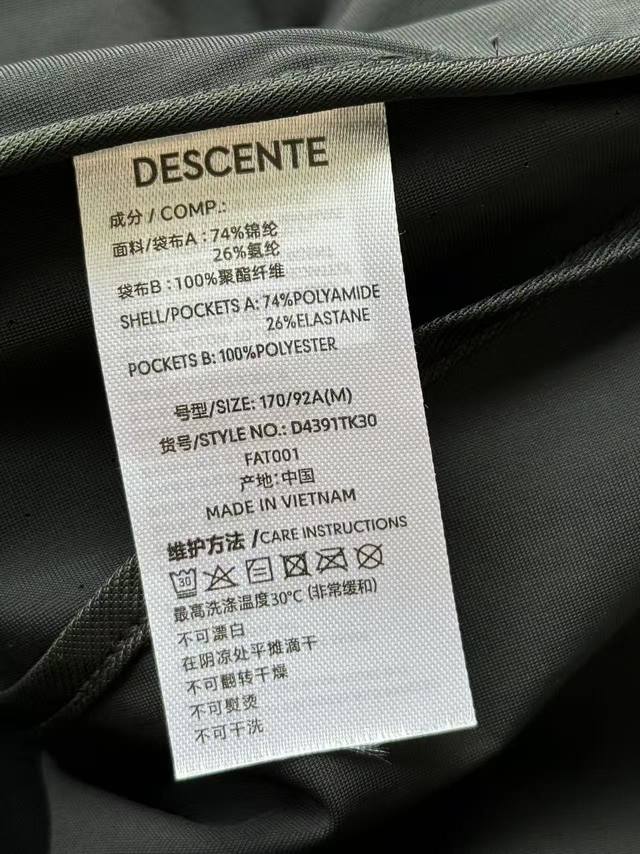 DESCENTE
成分 / COMP.:
面料/袋布A：74%锦纶
26%氨纶
袋布B：100%聚酯纤维
SHELL/POCKETS A: 74%POLYAMIDE
26%ELASTANE
POCKETS B: 100%POLYESTER
号型/SIZE: 170/92A(M)
货号/STYLE NO.: D4391TK30
FAT001
产地：中国
MADE IN VIETNAM
维护方法 /CARE INSTRUCTIONS
30
最高洗涤温度30°C (非常缓和)
不可漂白
在阴凉处平摊滴干
不可翻转干燥
不可熨烫
不可干洗